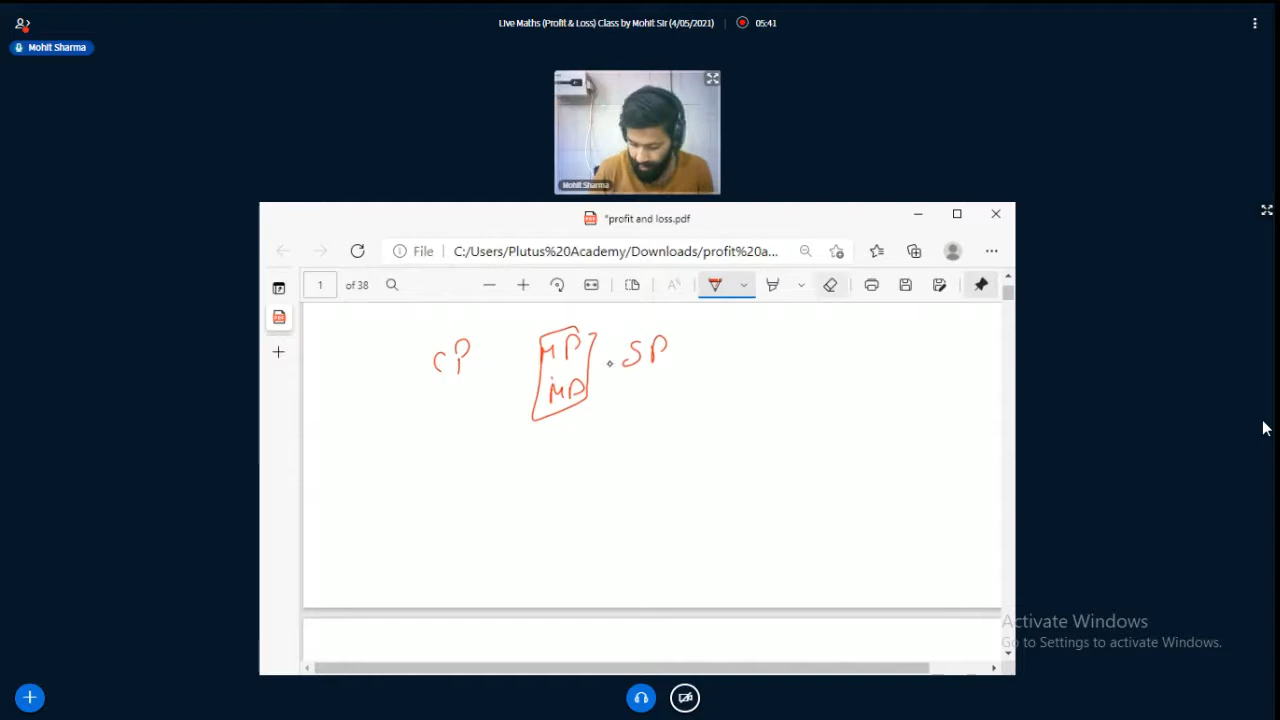 Live Maths (Profit & Loss) Class by Mohit Sir (4/05/2021) 05:41
Mohit Sharma
Mohit Sharma
*profit and loss.pdf
File C:/Users/Plutus%20Academy/Downloads/profit%20a...
1 of 38
CP MP SP
MP
Activate Windows
Go to Settings to activate Windows.